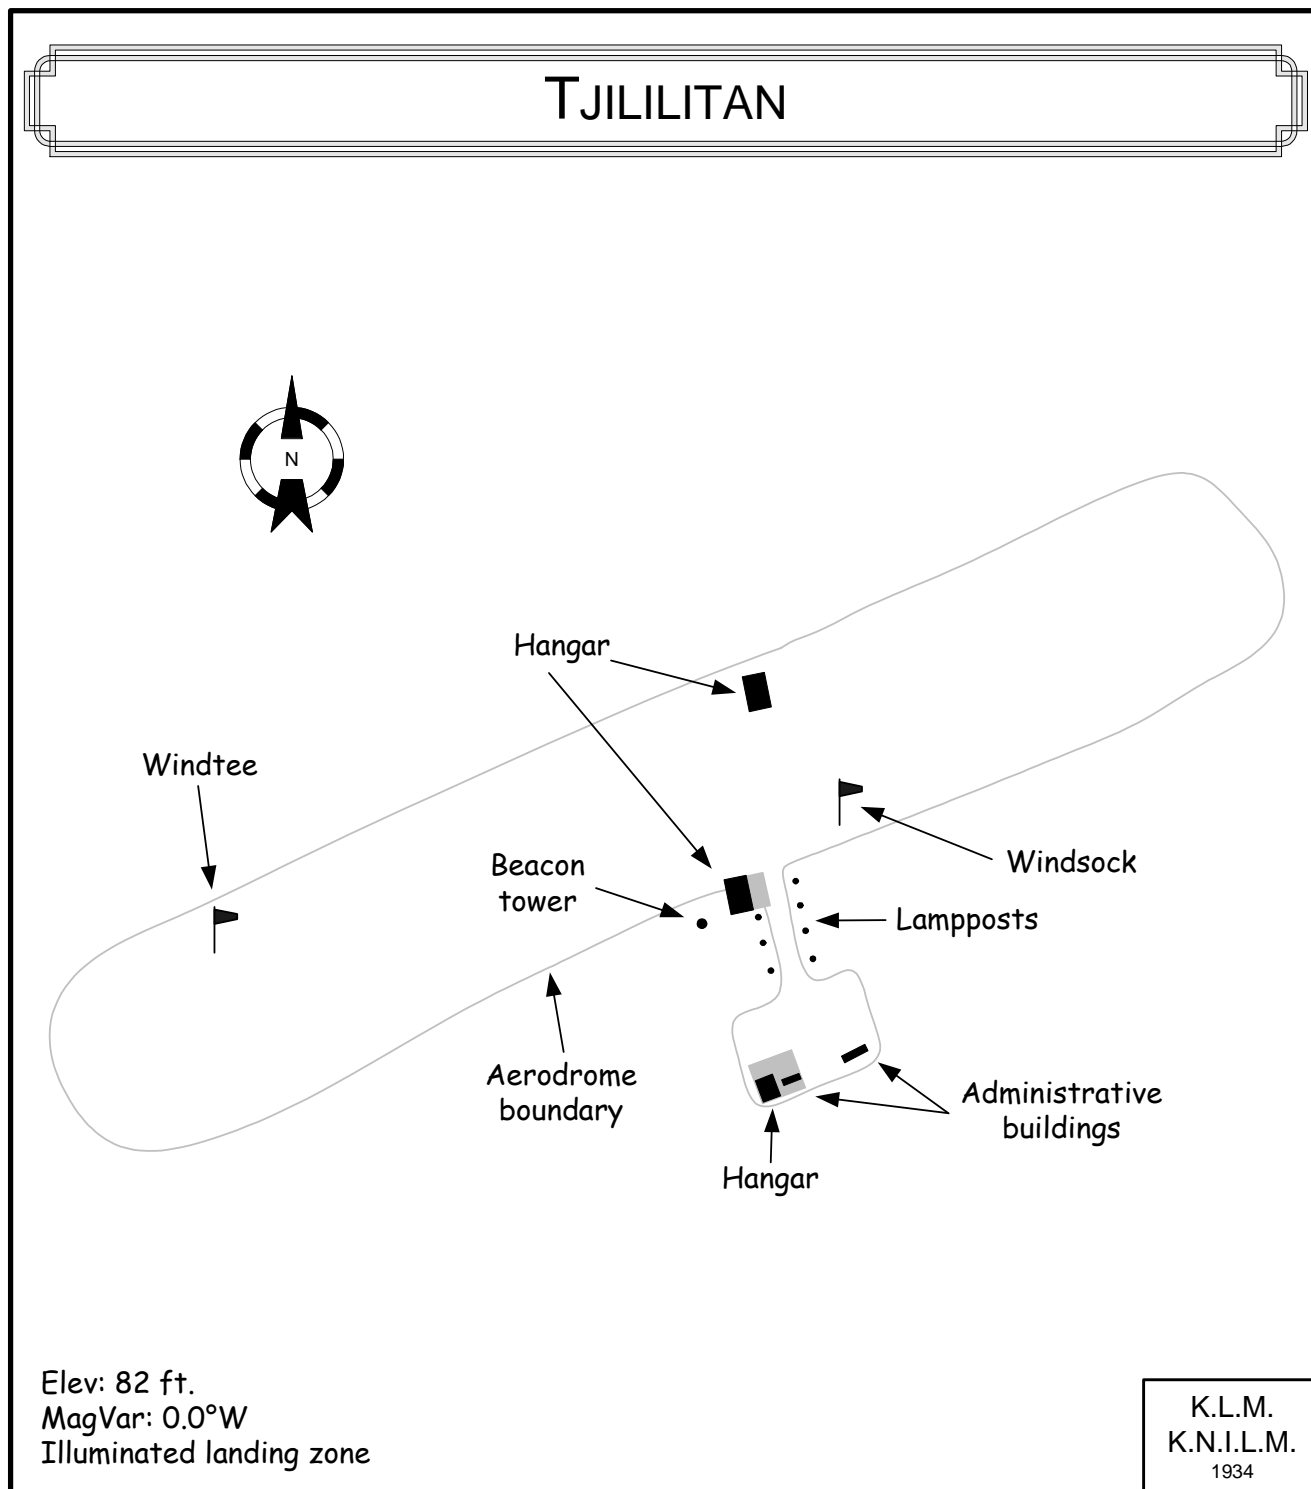 TJILILITAN
N
Hangar
Windtee
Beacon
tower
Windsock
Lampposts
Aerodrome
boundary
Administrative
buildings
Hangar
Elev: 82 ft.
MagVar: 0.0°W
Illuminated landing zone
K.L.M.
K.N.I.L.M.
1934